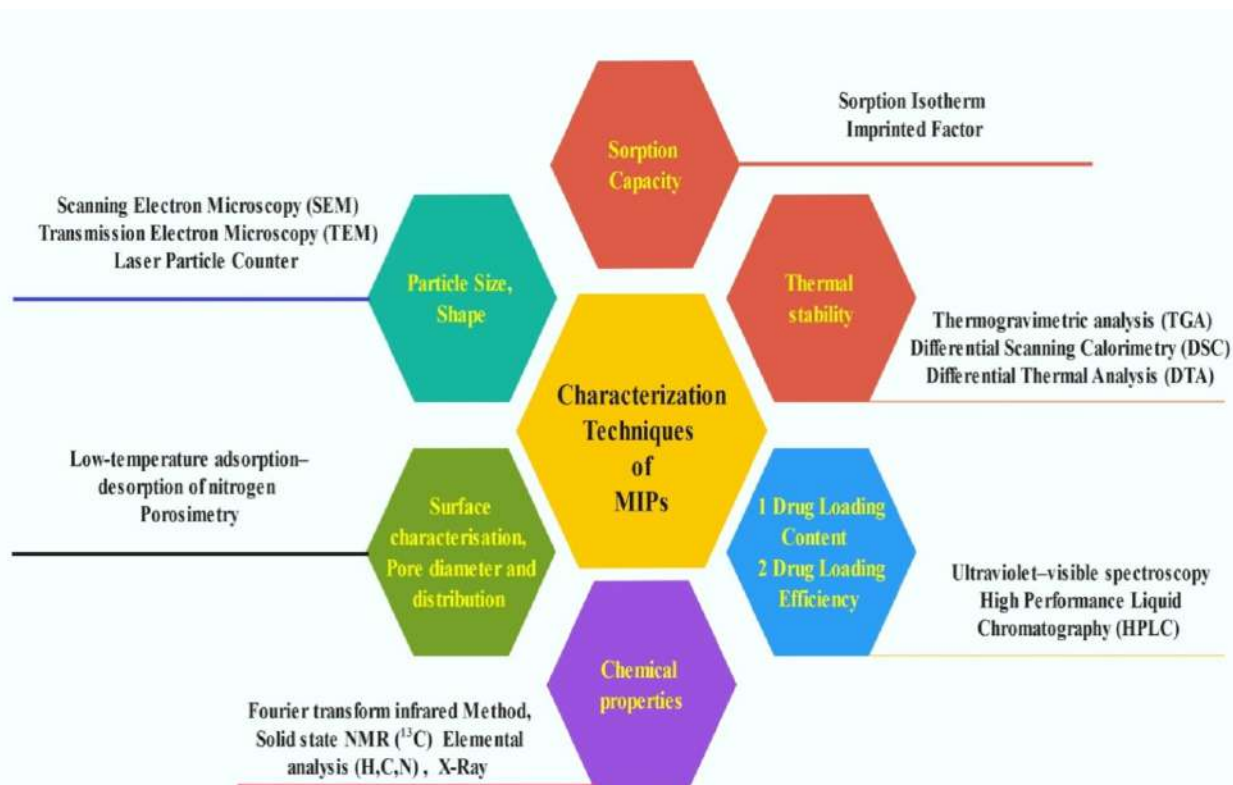 Sorption Isotherm
Imprinted Factor
Sorption
Capacity
Scanning Electron Microscopy (SEM)
Transmission Electron Microscopy (TEM)
Laser Particle Counter
Particle Size,
Shape
Thermal
stability
Thermogravimetric analysis (TGA)
Differential Scanning Calorimetry (DSC)
Differential Thermal Analysis (DTA)
Characterization
Techniques
of
MIPs
Low-temperature adsorption–
desorption of nitrogen
Porosimetry
Surface
characterisation,
Pore diameter and
distribution
1 Drug Loading
Content
2 Drug Loading
Efficiency
Ultraviolet–visible spectroscopy
High Performance Liquid
Chromatography (HPLC)
Chemical
properties
Fourier transform infrared Method,
Solid state NMR (¹³C) Elemental
analysis (H,C,N) , X-Ray